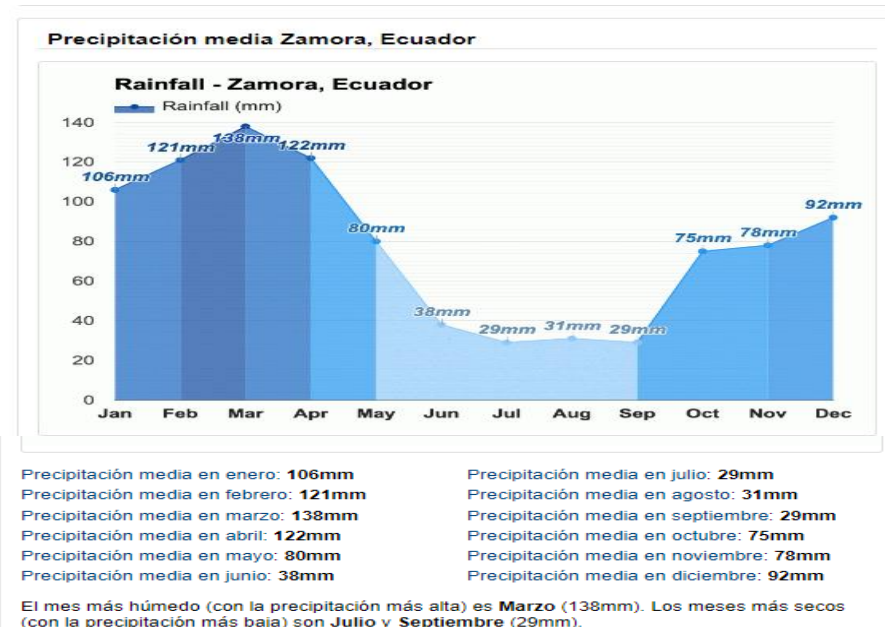 Precipitación media Zamora, Ecuador
Rainfall - Zamora, Ecuador
Rainfall (mm)
140
120
100
80
60
40
20
0
106mm
121mm
138mm
122mm
80mm
38mm
29mm
31mm
29mm
75mm
78mm
92mm
Jan Feb Mar Apr May Jun Jul Aug Sep Oct Nov Dec
Precipitación media en enero: 106mm
Precipitación media en febrero: 121mm
Precipitación media en marzo: 138mm
Precipitación media en abril: 122mm
Precipitación media en mayo: 80mm
Precipitación media en junio: 38mm
Precipitación media en julio: 29mm
Precipitación media en agosto: 31mm
Precipitación media en septiembre: 29mm
Precipitación media en octubre: 75mm
Precipitación media en noviembre: 78mm
Precipitación media en diciembre: 92mm
El mes más húmedo (con la precipitación más alta) es Marzo (138mm). Los meses más secos
(con la precipitación más baja) son Julio y Septiembre (29mm).